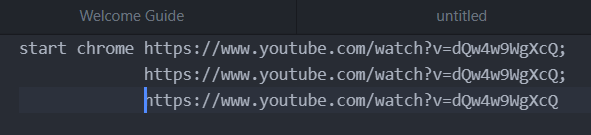 Welcome Guide untitled
start chrome https://www.youtube.com/watch?v=dQw4w9WgXcQ;
https://www.youtube.com/watch?v=dQw4w9WgXcQ;
https://www.youtube.com/watch?v=dQw4w9WgXcQ